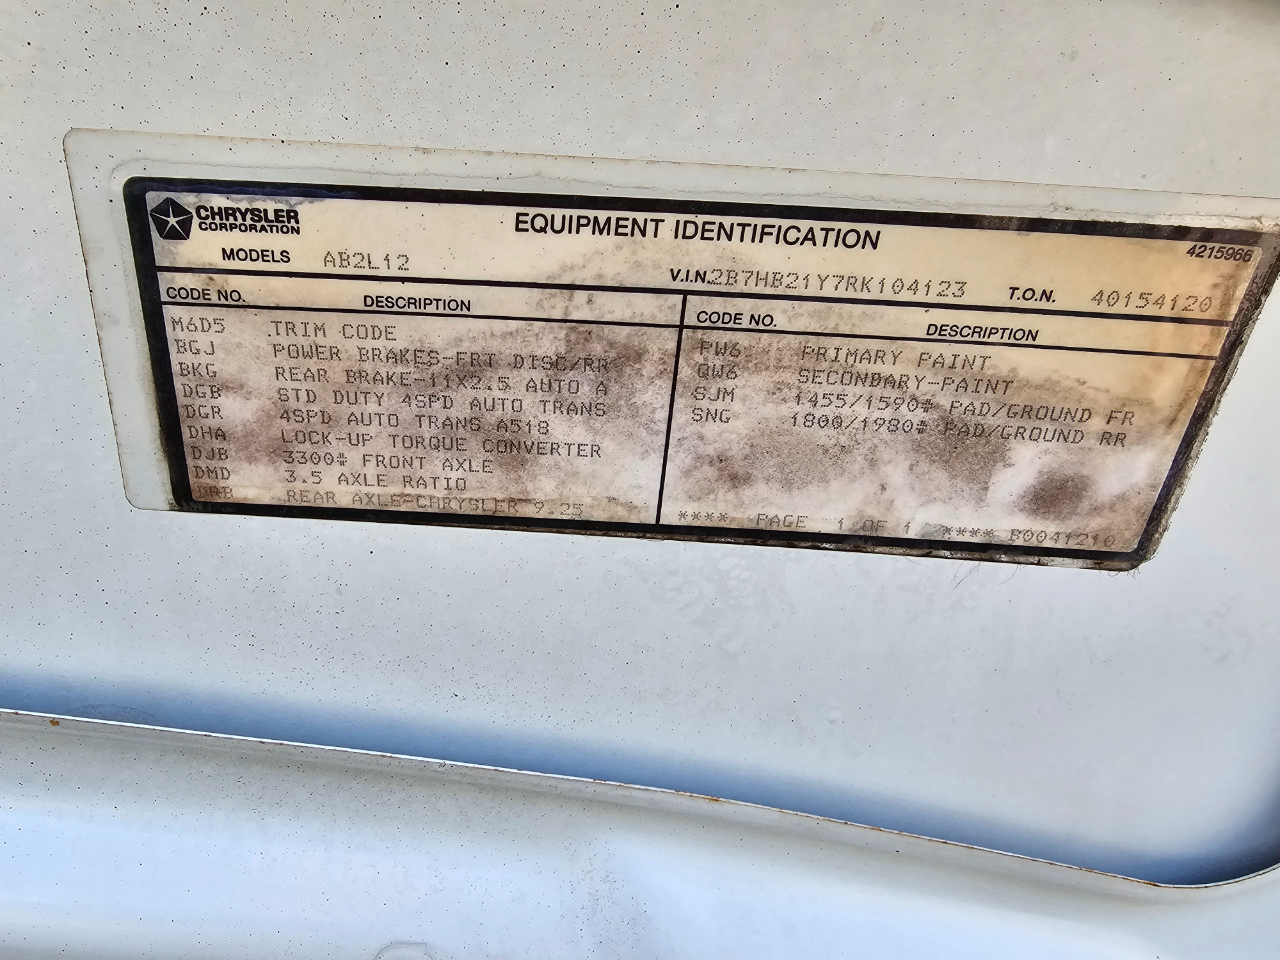 CHRYSLER
CORPORATION
EQUIPMENT IDENTIFICATION
4215966
MODELS AB2L12
V.I.N. 2B7HB21Y7RK104123 T.O.N. 40154120
CODE NO. DESCRIPTION
M6D5 TRIM CODE
BGJ POWER BRAKES-FRT DISC/RR
BKG REAR BRAKE-11X2.5 AUTO A
DGB STD DUTY 4SPD AUTO TRANS
DGR 4SPD AUTO TRANS A518
DHA LOCK-UP TORQUE CONVERTER
DJB 3300# FRONT AXLE
DMD 3.5 AXLE RATIO
DRB REAR AXLE-CHRYSLER 9.25
CODE NO. DESCRIPTION
PW6 PRIMARY PAINT
QW6 SECONDARY-PAINT
SJM 1455/1590# PAD/GROUND FR
SNG 1800/1980# PAD/GROUND RR
**** PAGE 1 OF 1 **** B0041210